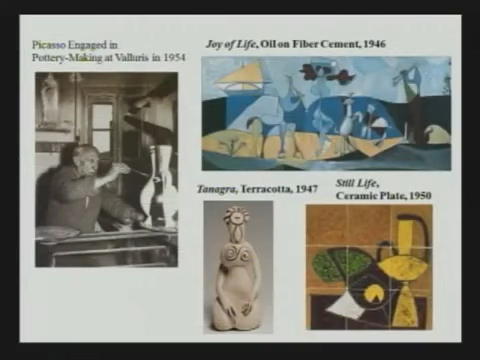 Picasso Engaged in
Pottery-Making at Valluris in 1954
Joy of Life, Oil on Fiber Cement, 1946
Tanagra, Terracotta, 1947
Still Life,
Ceramic Plate, 1950